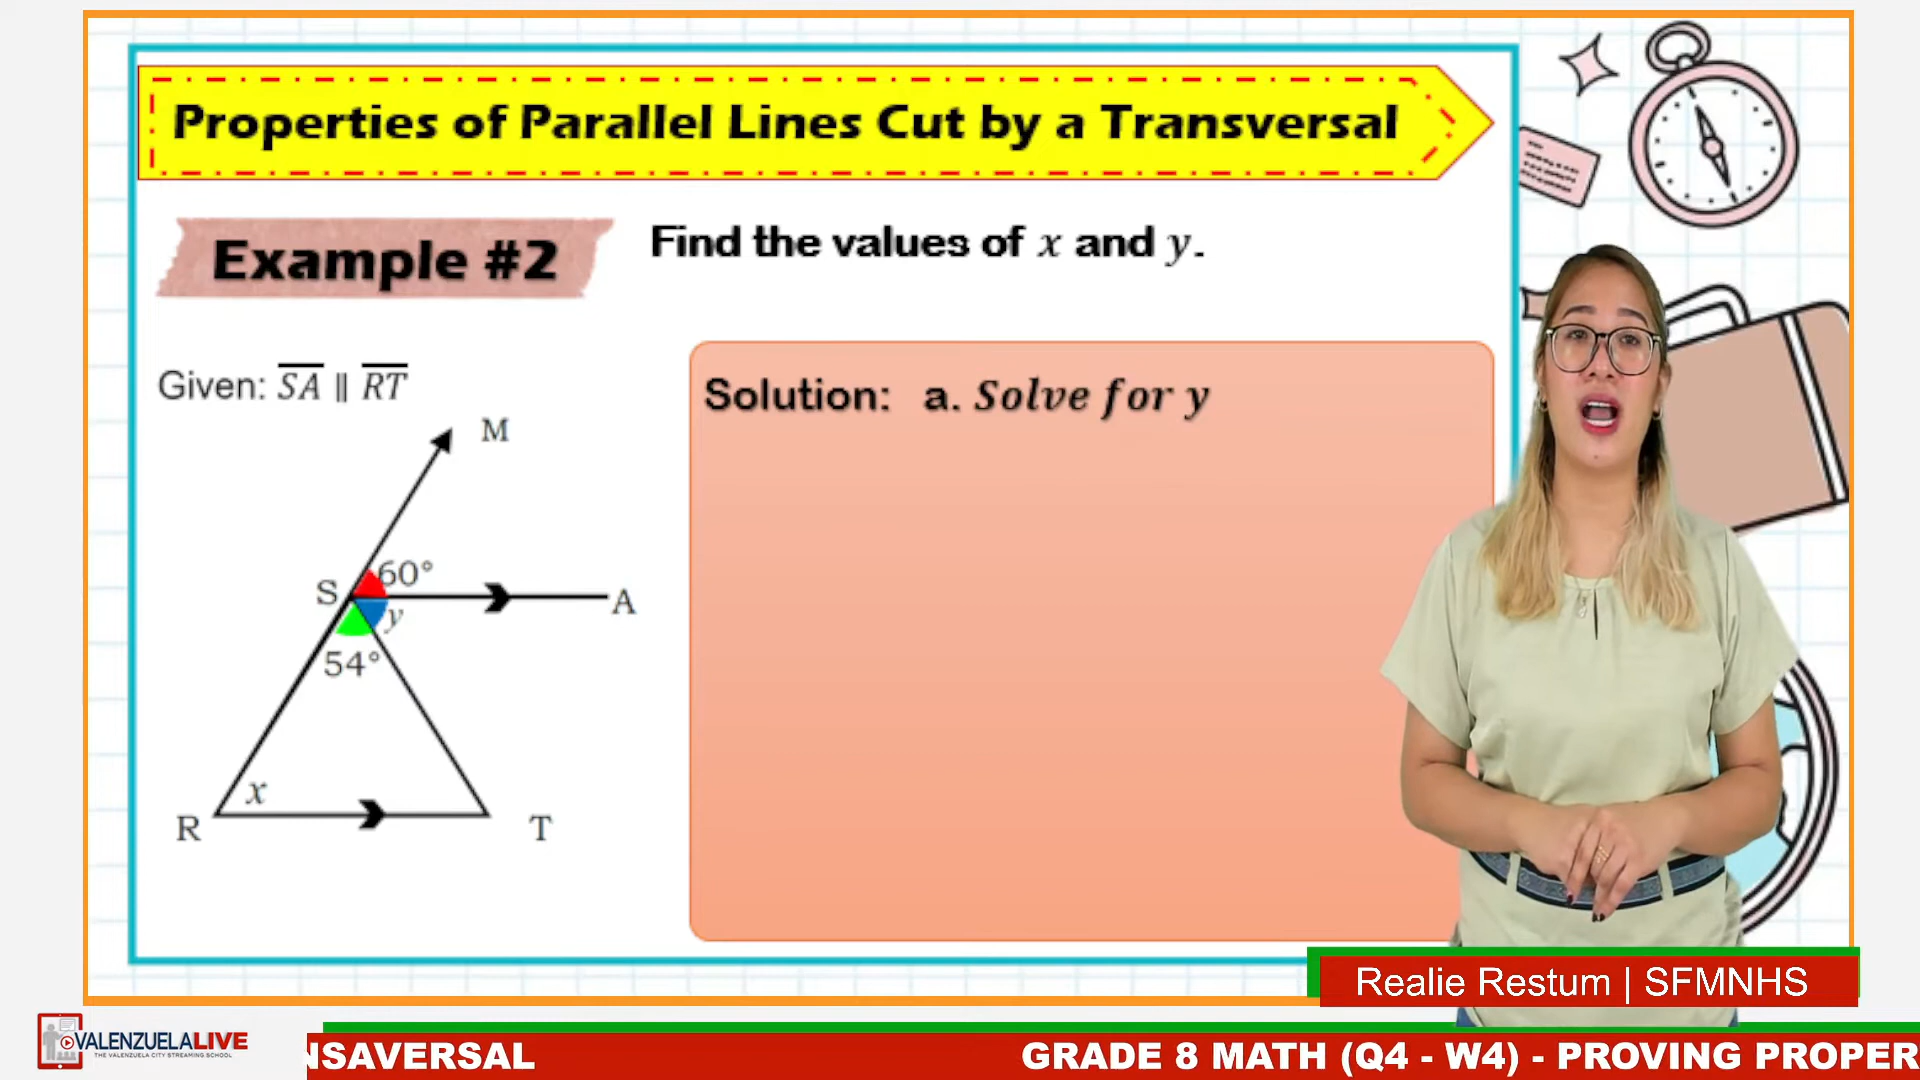 Properties of Parallel Lines Cut by a Transversal
Example #2
Find the values of x and y.
Given: SA ∥ RT
Solution: a. Solve for y
M
60°
S
A
y
54°
x
R
T
Realie Restum | SFMNHS
VALENZUELALIVE
THE VALENZUELA CITY STREAMING SCHOOL
NSAVERSAL
GRADE 8 MATH (Q4 - W4) - PROVING PROPER